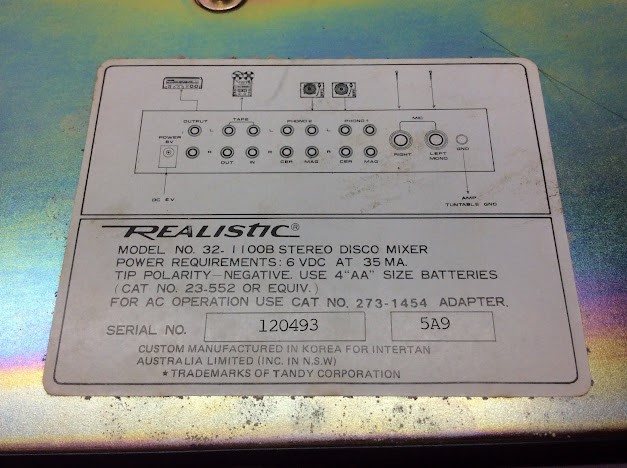 OUTPUT L TAPE PHONO 2 L PHONO 1 MIC
POWER
6V
R R R RIGHT LEFT GND
OUT IN CER MAG CER MAG MONO
DC 6V AMP
TUNTABLE GND
REALISTIC®
MODEL NO. 32-1100B STEREO DISCO MIXER
POWER REQUIREMENTS: 6 VDC AT 35 MA.
TIP POLARITY—NEGATIVE. USE 4"AA" SIZE BATTERIES
(CAT NO. 23-552 OR EQUIV.)
FOR AC OPERATION USE CAT NO. 273-1454 ADAPTER.
SERIAL NO. 120493 5A9
CUSTOM MANUFACTURED IN KOREA FOR INTERTAN
AUSTRALIA LIMITED (INC. IN N.S.W)
★TRADEMARKS OF TANDY CORPORATION